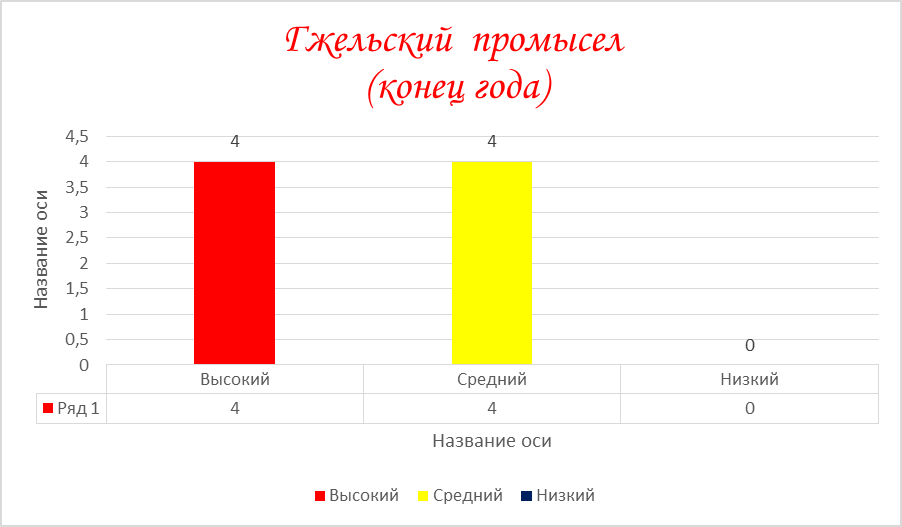 Гжельский промысел
(конец года)
4,5
4
3,5
3
2,5
2
1,5
1
0,5
0
Название оси
4
4
0
Высокий Средний Низкий
Ряд 1 4 4 0
Название оси
Высокий Средний Низкий